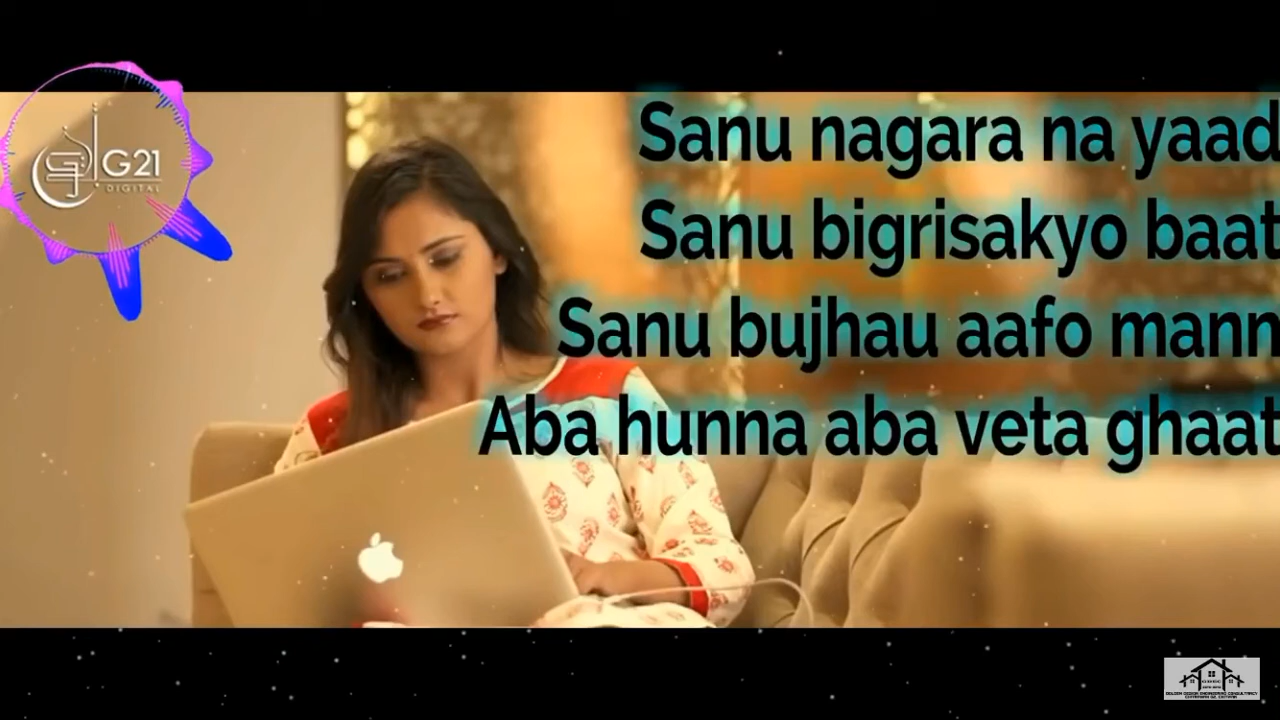 G21
DIGITAL
Sanu nagara na yaad
Sanu bigrisakyo baat
Sanu bujhau aafo mann
Aba hunna aba veta ghaat